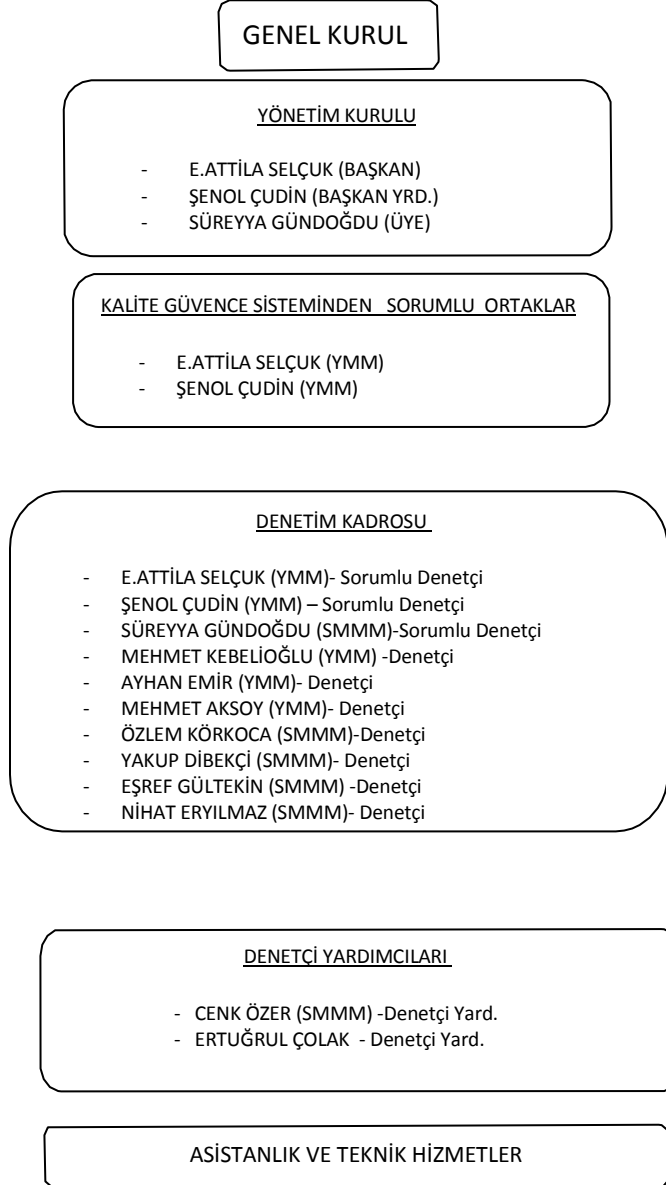 GENEL KURUL
YÖNETİM KURULU
- E.ATTİLA SELÇUK (BAŞKAN)
- ŞENOL ÇUDİN (BAŞKAN YRD.)
- SÜREYYA GÜNDOĞDU (ÜYE)
KALİTE GÜVENCE SİSTEMİNDEN SORUMLU ORTAKLAR
- E.ATTİLA SELÇUK (YMM)
- ŞENOL ÇUDİN (YMM)
DENETİM KADROSU
- E.ATTİLA SELÇUK (YMM)- Sorumlu Denetçi
- ŞENOL ÇUDİN (YMM) – Sorumlu Denetçi
- SÜREYYA GÜNDOĞDU (SMMM)-Sorumlu Denetçi
- MEHMET KEBELİOĞLU (YMM) -Denetçi
- AYHAN EMİR (YMM)- Denetçi
- MEHMET AKSOY (YMM)- Denetçi
- ÖZLEM KÖRKOCA (SMMM)-Denetçi
- YAKUP DİBEKÇİ (SMMM)- Denetçi
- EŞREF GÜLTEKİN (SMMM) -Denetçi
- NİHAT ERYILMAZ (SMMM)- Denetçi
DENETÇİ YARDIMCILARI
- CENK ÖZER (SMMM) -Denetçi Yard.
- ERTUĞRUL ÇOLAK - Denetçi Yard.
ASİSTANLIK VE TEKNİK HİZMETLER